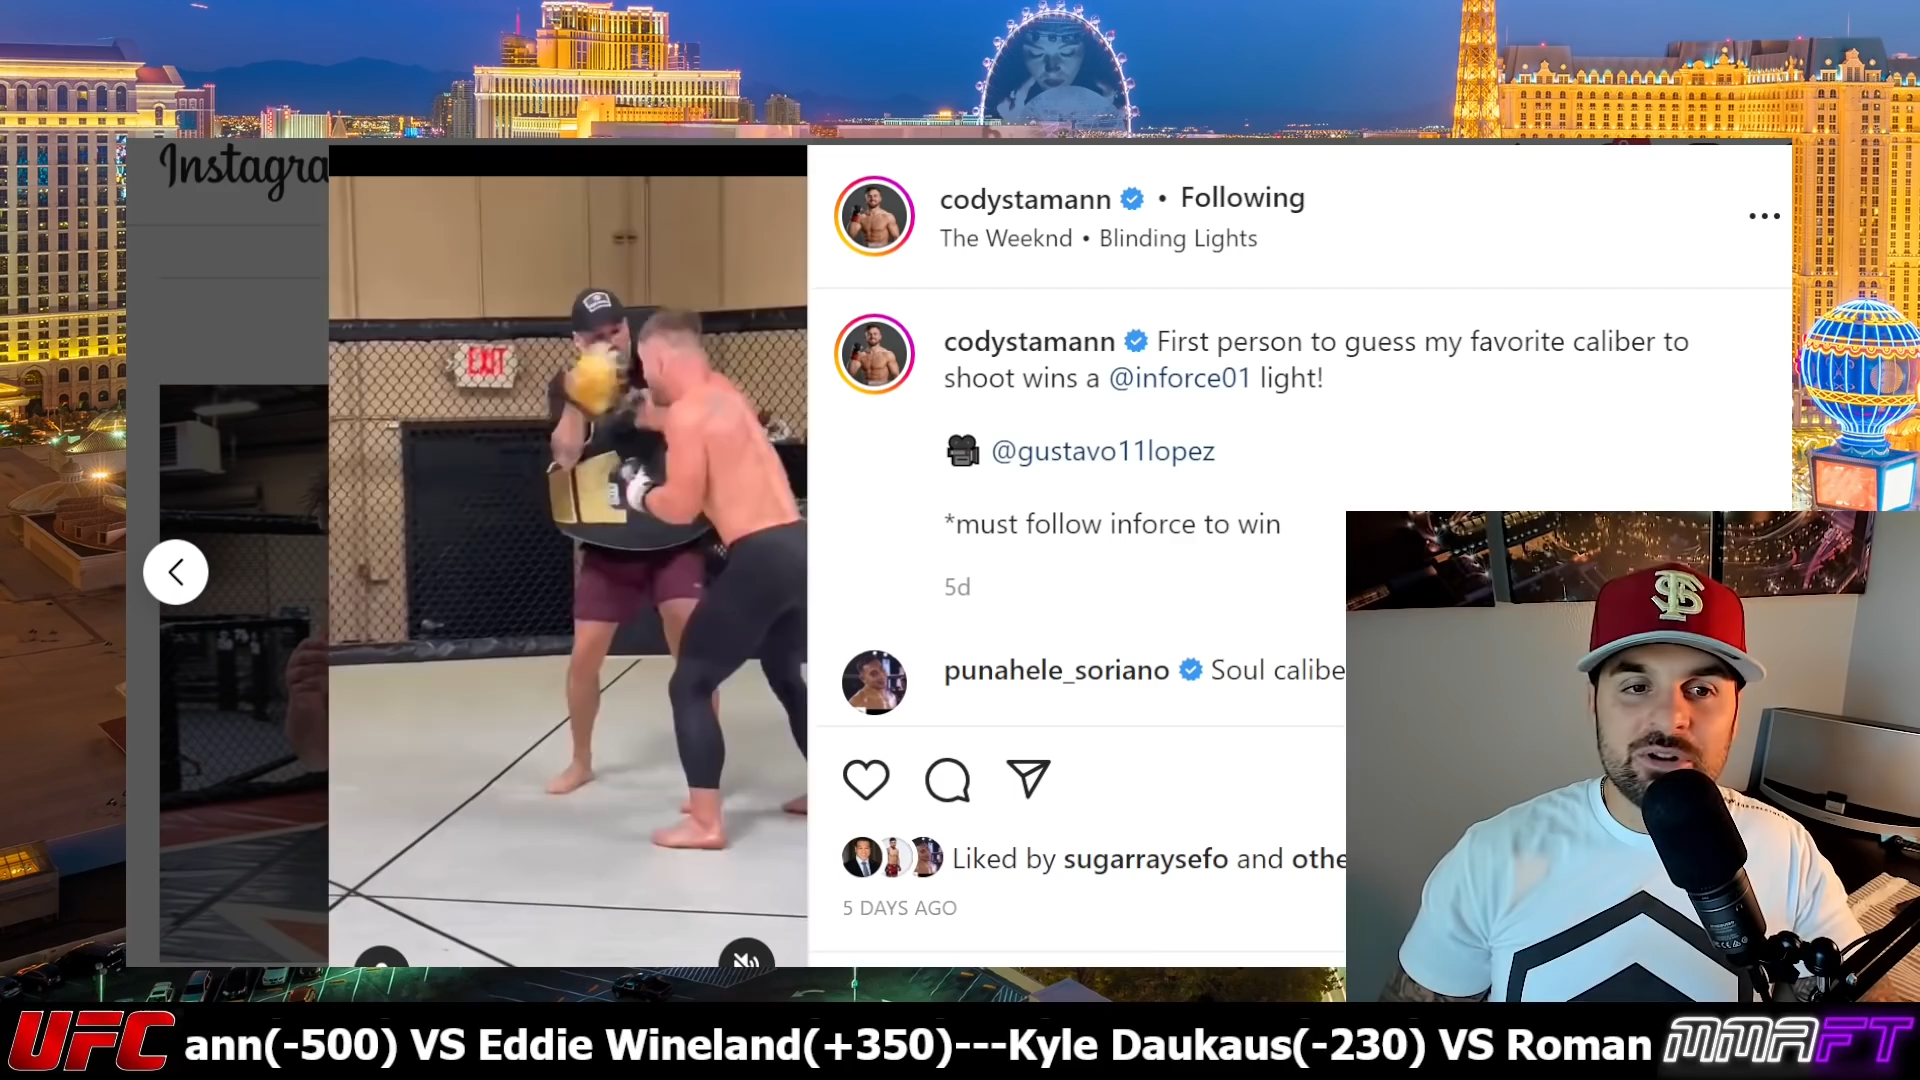 Instagra
codystamann • Following
The Weeknd • Blinding Lights
codystamann First person to guess my favorite caliber to
shoot wins a @inforce01 light!
@gustavo11lopez
*must follow inforce to win
5d
punahele_soriano Soul calibe
Liked by sugarraysefo and othe
5 DAYS AGO
EXIT
UFC ann(-500) VS Eddie Wineland(+350)---Kyle Daukaus(-230) VS Roman MMAFT